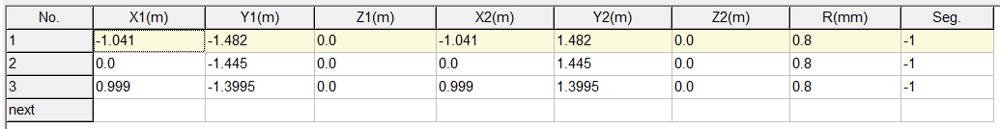 No. X1(m) Y1(m) Z1(m) X2(m) Y2(m) Z2(m) R(mm) Seg.
1 -1.041 -1.482 0.0 -1.041 1.482 0.0 0.8 -1
2 0.0 -1.445 0.0 0.0 1.445 0.0 0.8 -1
3 0.999 -1.3995 0.0 0.999 1.3995 0.0 0.8 -1
next